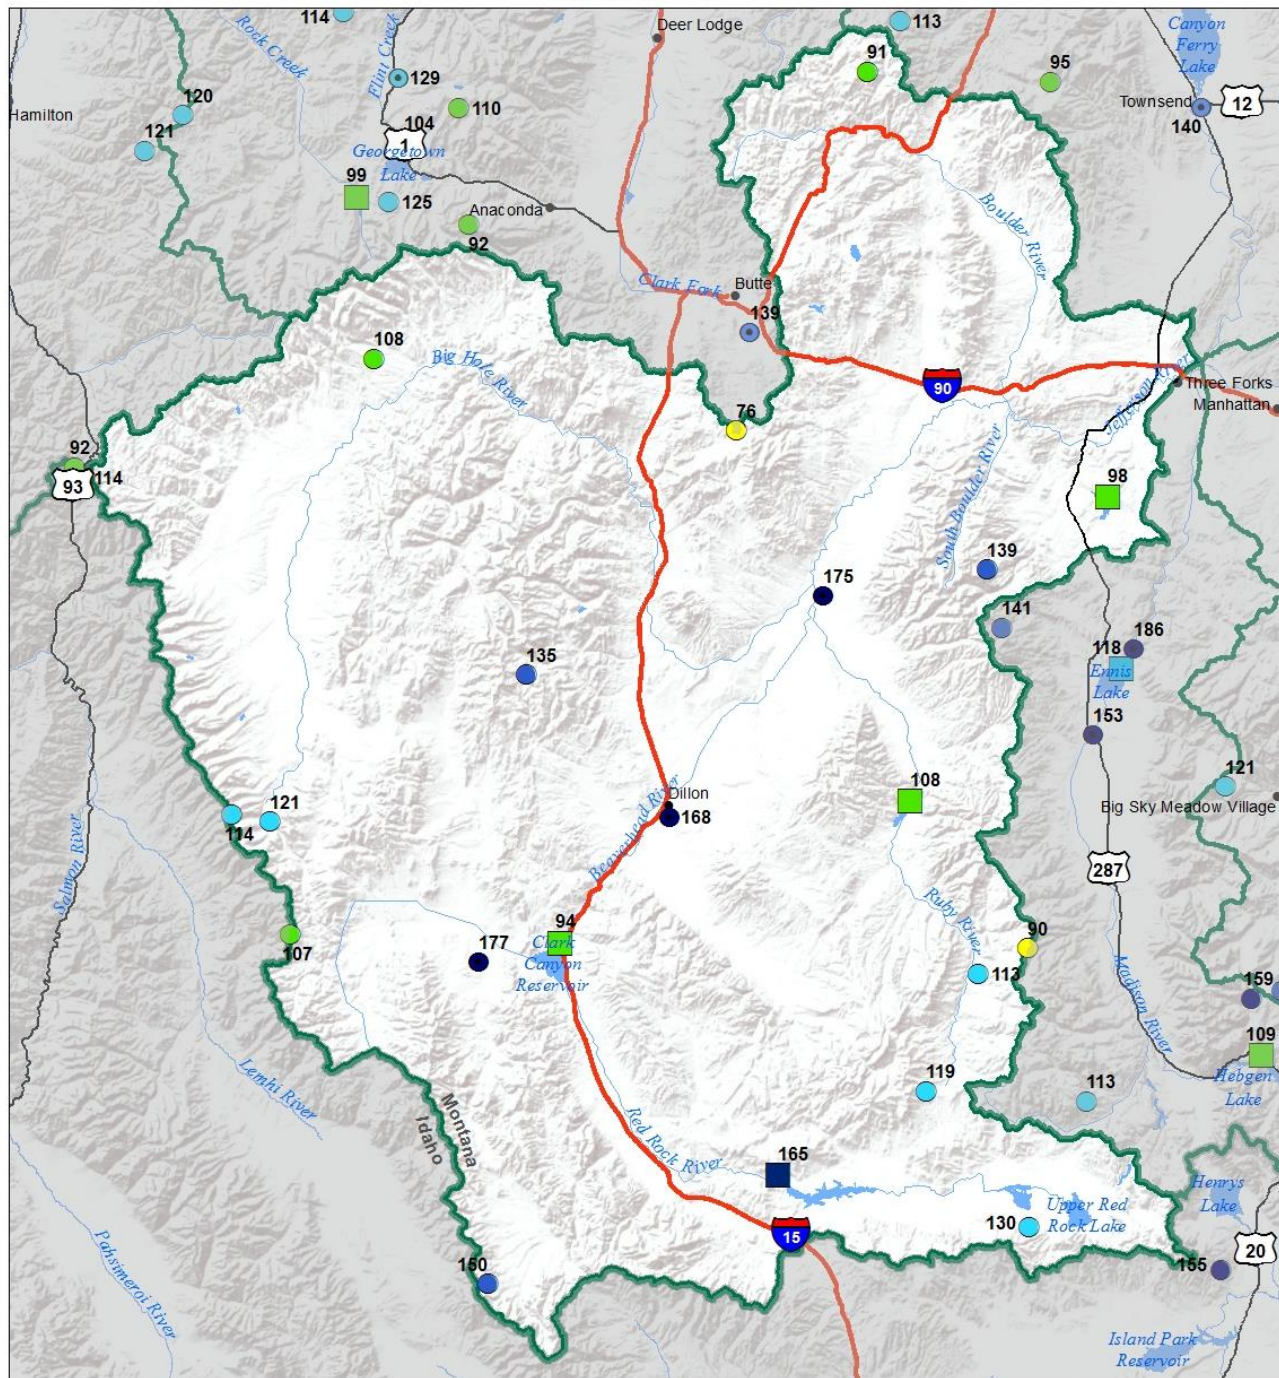 114
Rock Creek
Flint Creek
Deer Lodge
113
Canyon
Ferry
Lake
91
95
129
110
Hamilton
120
104
1
Townsend
140
12
121
Georgetown
Lake
99
125
Anaconda
92
Boulder River
Clark Fork
Butte
139
108
Big Hole River
90
Jefferson River
Three Forks
Manhattan
76
92
114
93
98
South Boulder River
139
175
141
186
118
Ennis
Lake
135
153
108
121
Big Sky Meadow Village
Dillon
168
Beaverhead River
121
114
Salmon River
287
Ruby River
94
Clark
Canyon
Reservoir
177
107
90
113
Madison River
159
109
Hebgen
Lake
Lemhi River
Montana
Idaho
119
113
Red Rock River
165
Henrys
Lake
Upper Red
Rock Lake
130
15
20
155
150
Pahsimeroi River
Island Park
Reservoir